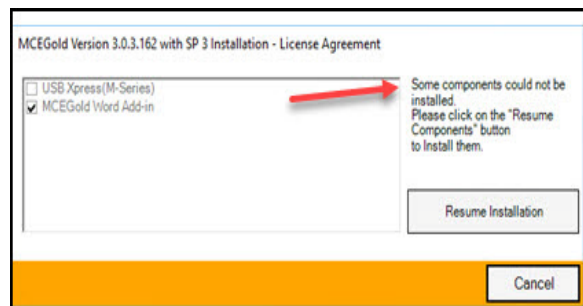 MCEGold Version 3.0.3.162 with SP 3 Installation - License Agreement
USB Xpress(M-Series)
MCEGold Word Add-in
Some components could not be
installed.
Please click on the "Resume
Components" button
to Install them.
Resume Installation
Cancel